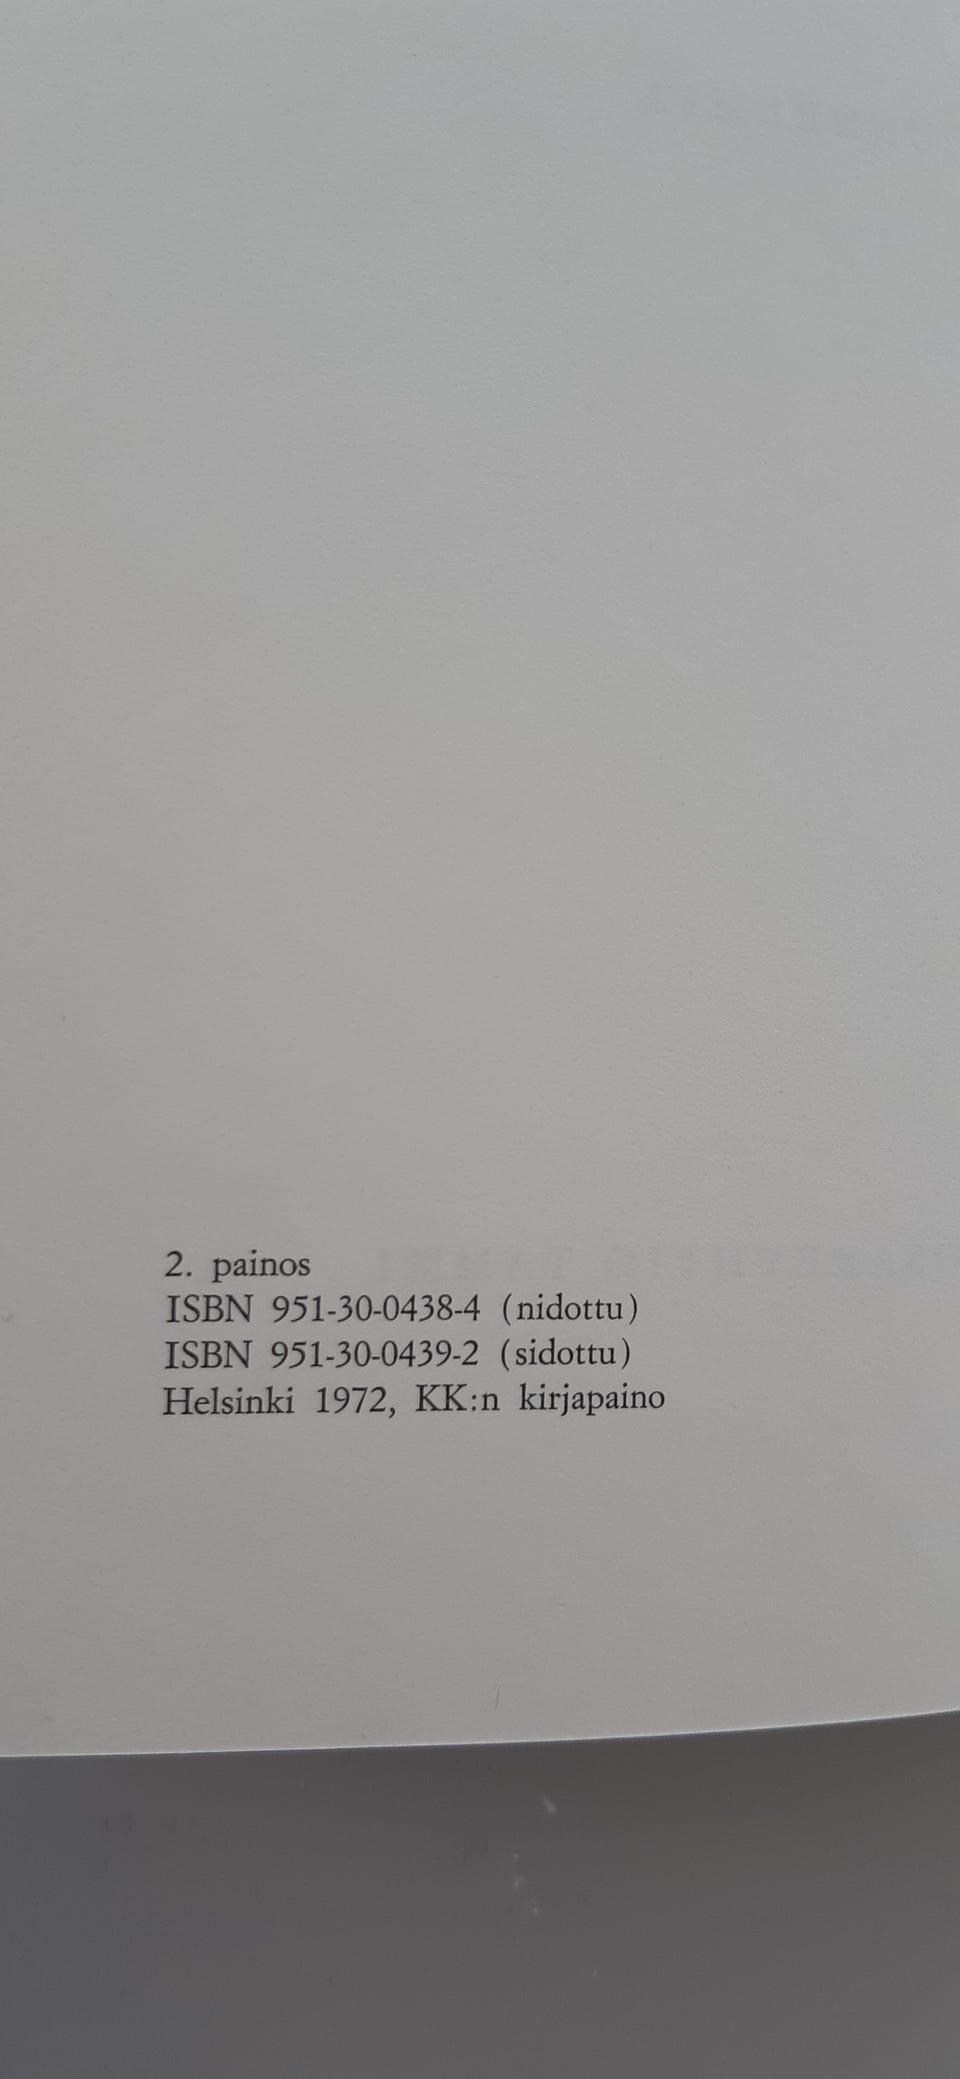 2. painos
ISBN 951-30-0438-4 (nidottu)
ISBN 951-30-0439-2 (sidottu)
Helsinki 1972, KK:n kirjapaino